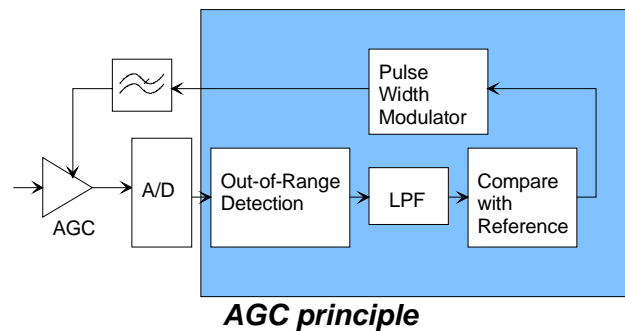 Pulse
Width
Modulator
AGC
A/D
Out-of-Range
Detection
LPF
Compare
with
Reference
AGC principle